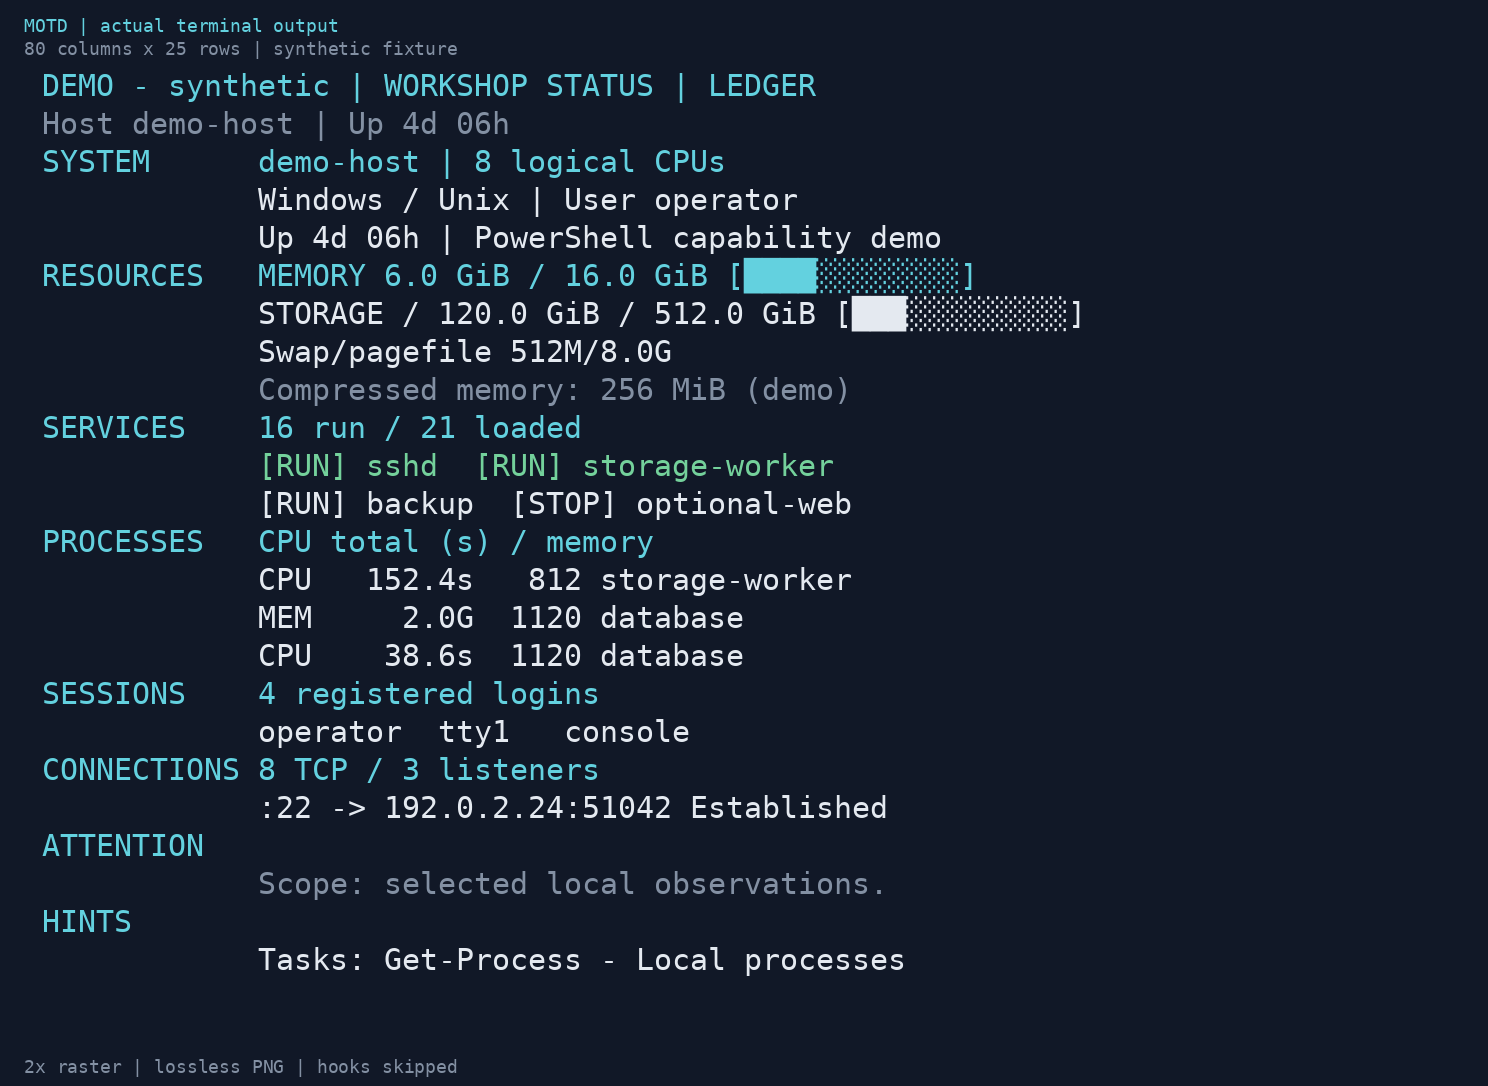 MOTD | actual terminal output
80 columns x 25 rows | synthetic fixture
DEMO - synthetic | WORKSHOP STATUS | LEDGER
Host demo-host | Up 4d 06h
SYSTEM      demo-host | 8 logical CPUs
            Windows / Unix | User operator
            Up 4d 06h | PowerShell capability demo
RESOURCES   MEMORY 6.0 GiB / 16.0 GiB [████░░░░░░░░]
            STORAGE / 120.0 GiB / 512.0 GiB [███░░░░░░░░░]
            Swap/pagefile 512M/8.0G
            Compressed memory: 256 MiB (demo)
SERVICES    16 run / 21 loaded
            [RUN] sshd  [RUN] storage-worker
            [RUN] backup  [STOP] optional-web
PROCESSES   CPU total (s) / memory
            CPU   152.4s   812 storage-worker
            MEM     2.0G  1120 database
            CPU    38.6s  1120 database
SESSIONS    4 registered logins
            operator  tty1   console
CONNECTIONS 8 TCP / 3 listeners
            :22 -> 192.0.2.24:51042 Established
ATTENTION
            Scope: selected local observations.
HINTS
            Tasks: Get-Process - Local processes
2x raster | lossless PNG | hooks skipped